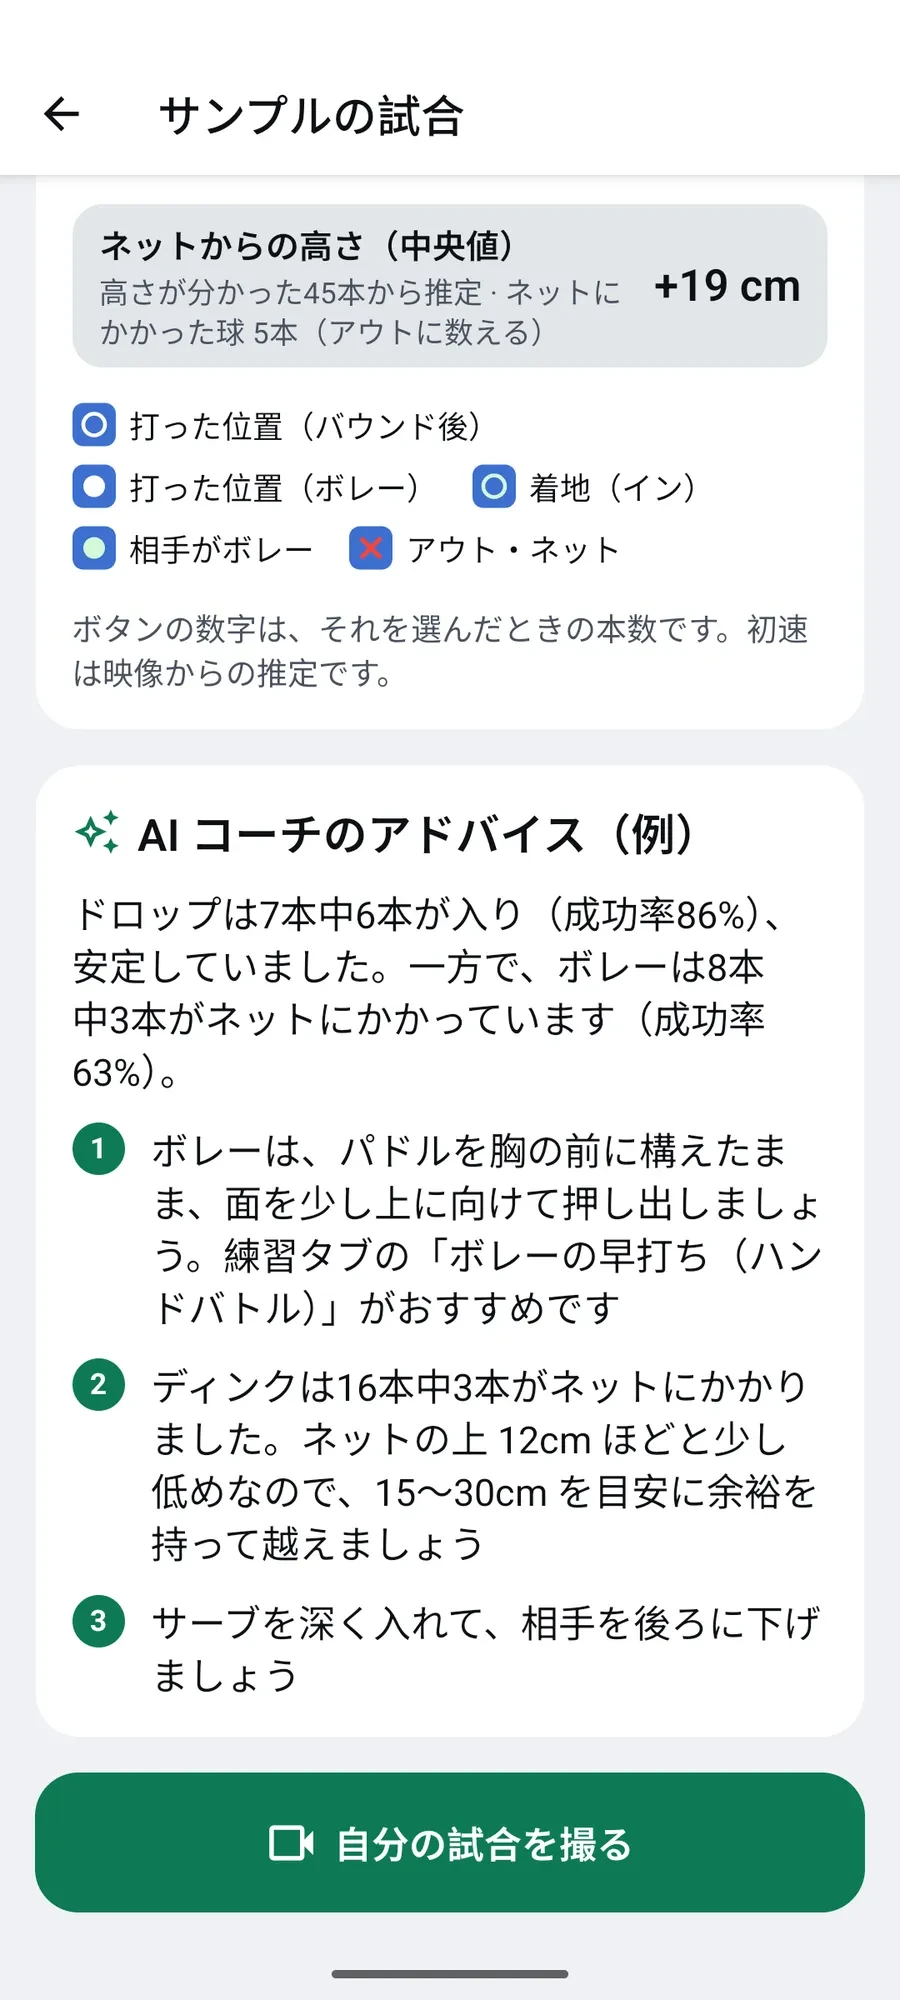 サンプルの試合
ネットからの高さ（中央値）
高さが分かった45本から推定 · ネットに
かかった球 5本（アウトに数える）
+19 cm
打った位置（バウンド後）
打った位置（ボレー）
着地（イン）
相手がボレー
アウト・ネット
ボタンの数字は、それを選んだときの本数です。初速
は映像からの推定です。
AI コーチのアドバイス（例）
ドロップは7本中6本が入り（成功率86%）、
安定していました。一方で、ボレーは8本
中3本がネットにかかっています（成功率
63%）。
1
ボレーは、パドルを胸の前に構えたま
ま、面を少し上に向けて押し出しましょ
う。練習タブの「ボレーの早打ち（ハン
ドバトル）」がおすすめです
2
ディンクは16本中3本がネットにかかり
ました。ネットの上 12cm ほどと少し
低めなので、15〜30cm を目安に余裕を
持って越えましょう
3
サーブを深く入れて、相手を後ろに下げ
ましょう
自分の試合を撮る